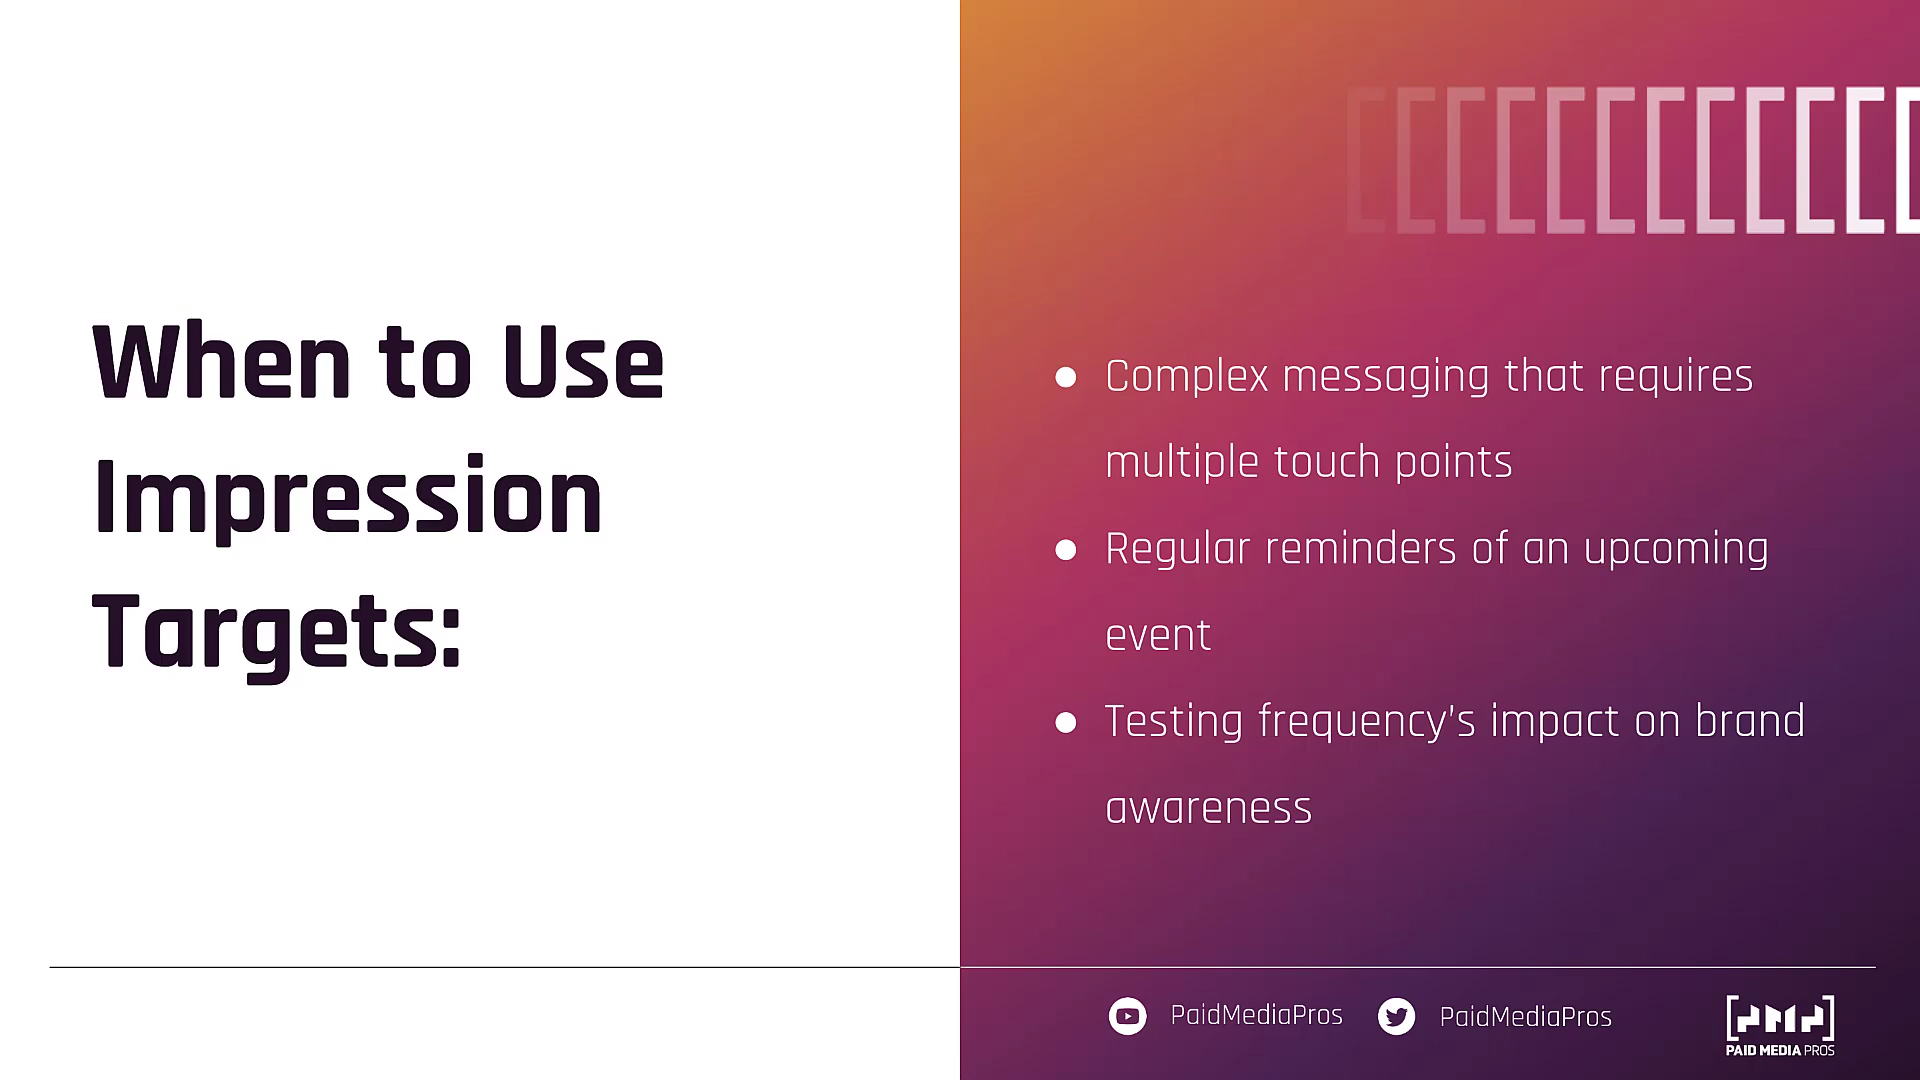 When to Use
Impression
Targets:
● Complex messaging that requires
multiple touch points
● Regular reminders of an upcoming
event
● Testing frequency's impact on brand
awareness
PaidMediaPros
PaidMediaPros
PMP
PAID MEDIA PROS